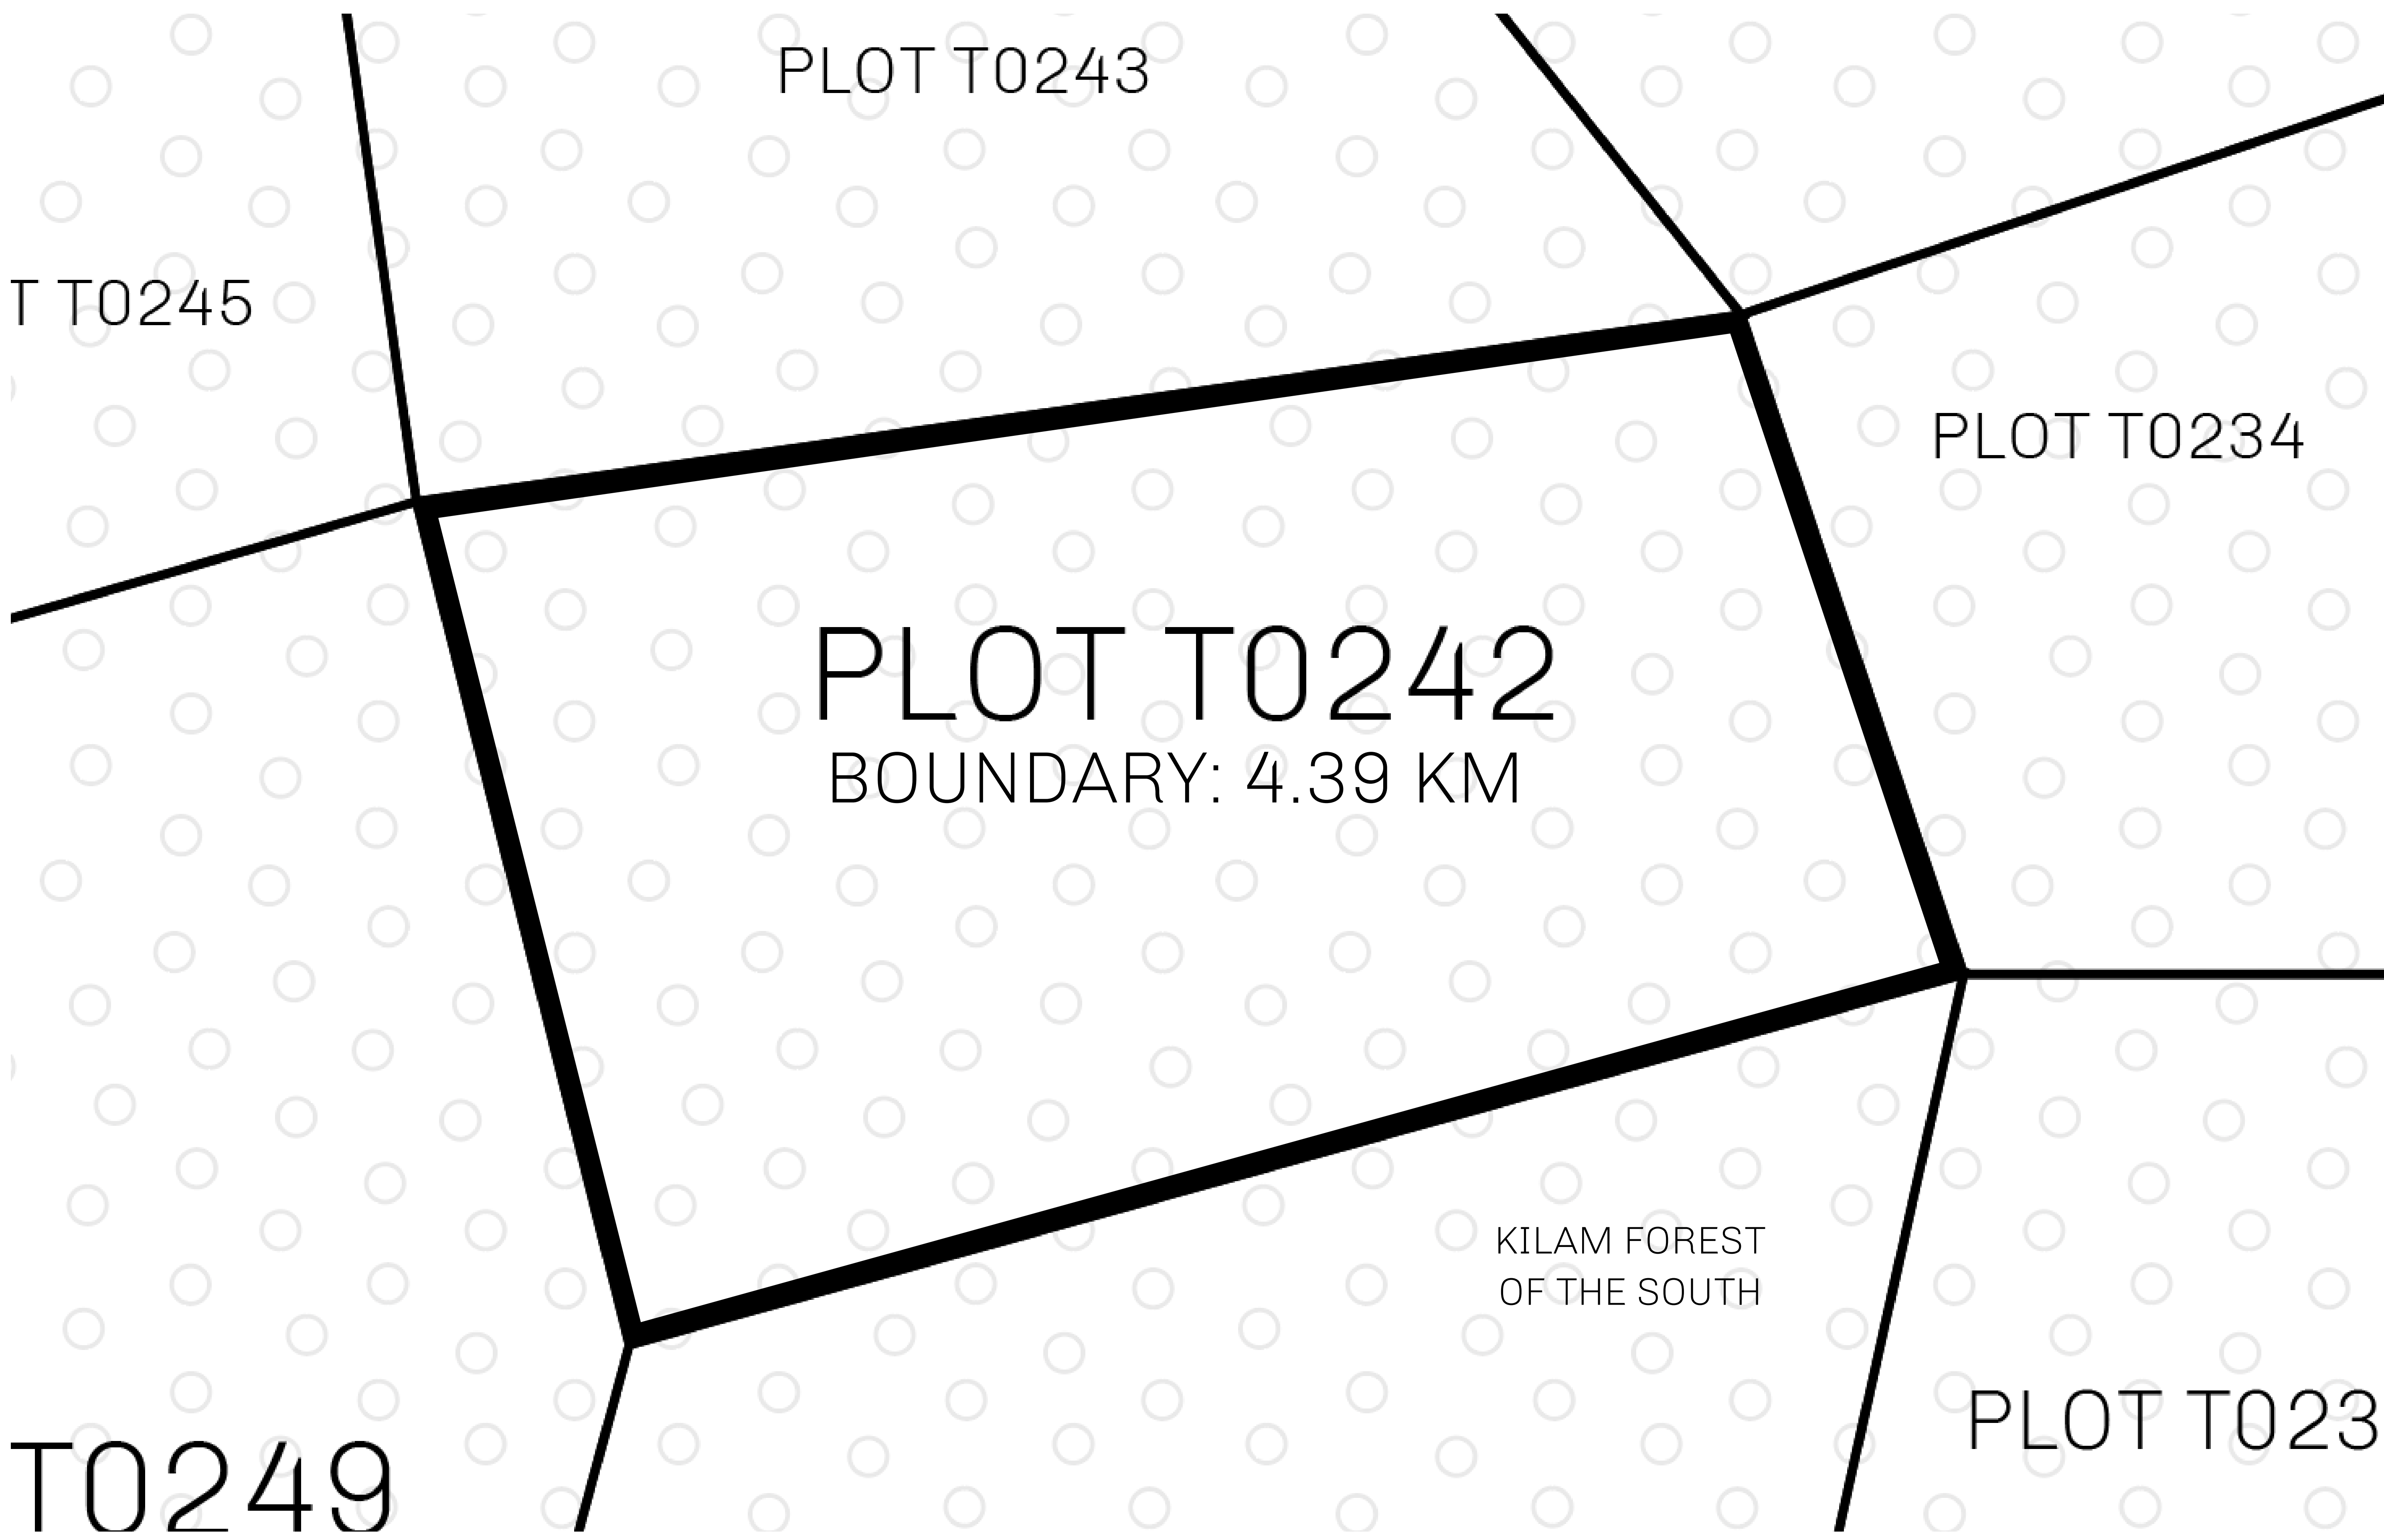 PLOT T0243
T T0245
PLOT T0234
PLOT T0242
BOUNDARY: 4.39 KM
KILAM FOREST
OF THE SOUTH
PLOT T023
T0249